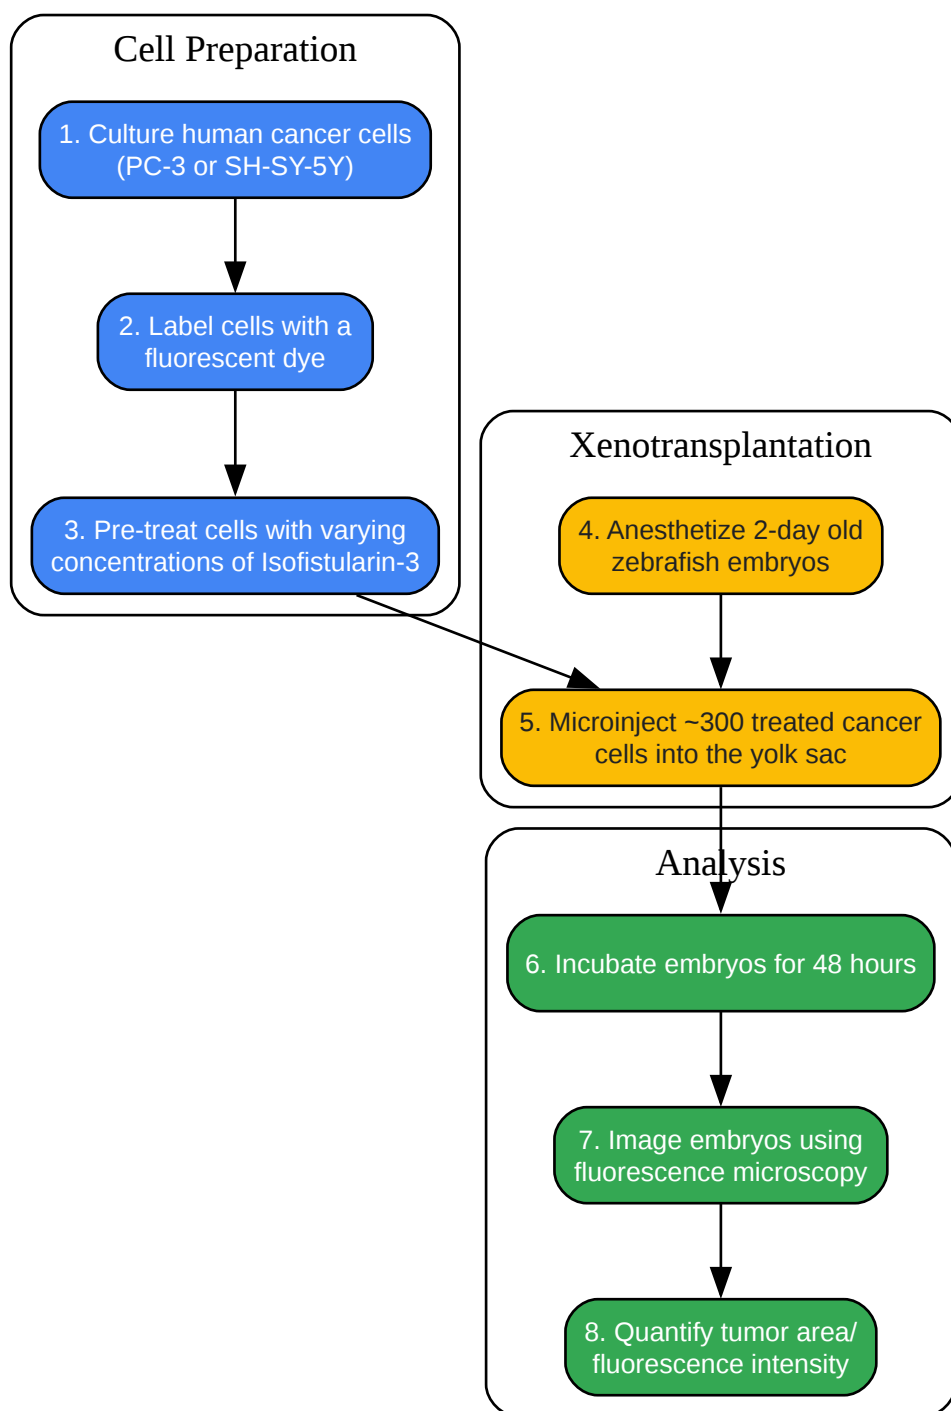 Cell Preparation
1. Culture human cancer cells
(PC-3 or SH-SY-5Y)
2. Label cells with a
fluorescent dye
3. Pre-treat cells with varying
concentrations of Isofistularin-3
Xenotransplantation
4. Anesthetize 2-day old
zebrafish embryos
5. Microinject ~300 treated cancer
cells into the yolk sac
Analysis
6. Incubate embryos for 48 hours
7. Image embryos using
fluorescence microscopy
8. Quantify tumor area/
fluorescence intensity